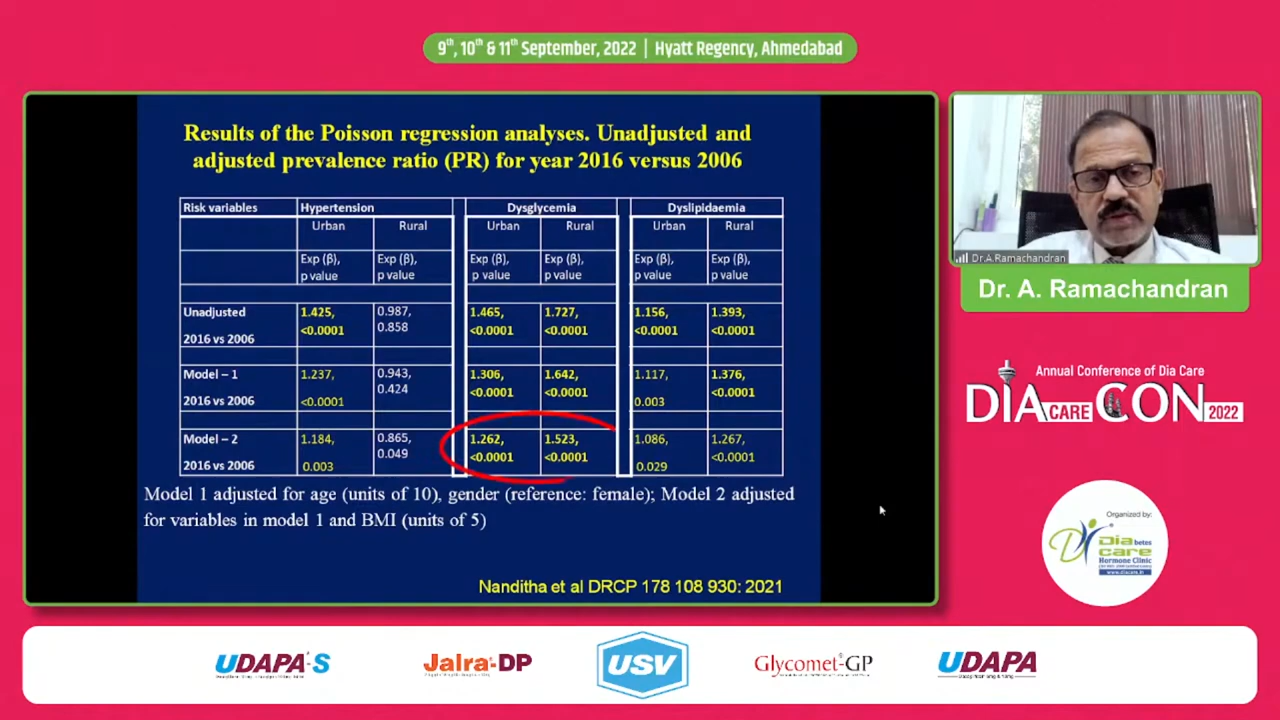 9th, 10th & 11th September, 2022 | Hyatt Regency, Ahmedabad
Results of the Poisson regression analyses. Unadjusted and
adjusted prevalence ratio (PR) for year 2016 versus 2006
Risk variables Hypertension Dysglycemia Dyslipidaemia
Urban Rural Urban Rural Urban Rural
Exp (β), Exp (β), Exp (β), Exp (β), Exp (β), Exp (β),
p value p value p value p value p value p value
Unadjusted 1.425, 0.987, 1.465, 1.727, 1.156, 1.393,
<0.0001 0.858 <0.0001 <0.0001 <0.0001 <0.0001
2016 vs 2006
Model – 1 1.237, 0.943, 1.306, 1.642, 1.117, 1.376,
0.424 <0.0001 <0.0001 <0.0001
2016 vs 2006 <0.0001 0.003
Model – 2 1.184, 0.865, 1.262, 1.523, 1.086, 1.267,
0.049 <0.0001 <0.0001 <0.0001
2016 vs 2006 0.003 0.029
Model 1 adjusted for age (units of 10), gender (reference: female); Model 2 adjusted
for variables in model 1 and BMI (units of 5)
Nanditha et al DRCP 178 108 930: 2021
Dr.A.Ramachandran
Dr. A. Ramachandran
Annual Conference of Dia Care
DIA CARE CON 2022
Organized by:
Diabetes
care
Hormone Clinic
www.diacare.in
UDAPA-S
Jalra-DP
USV
Glycomet-GP
UDAPA